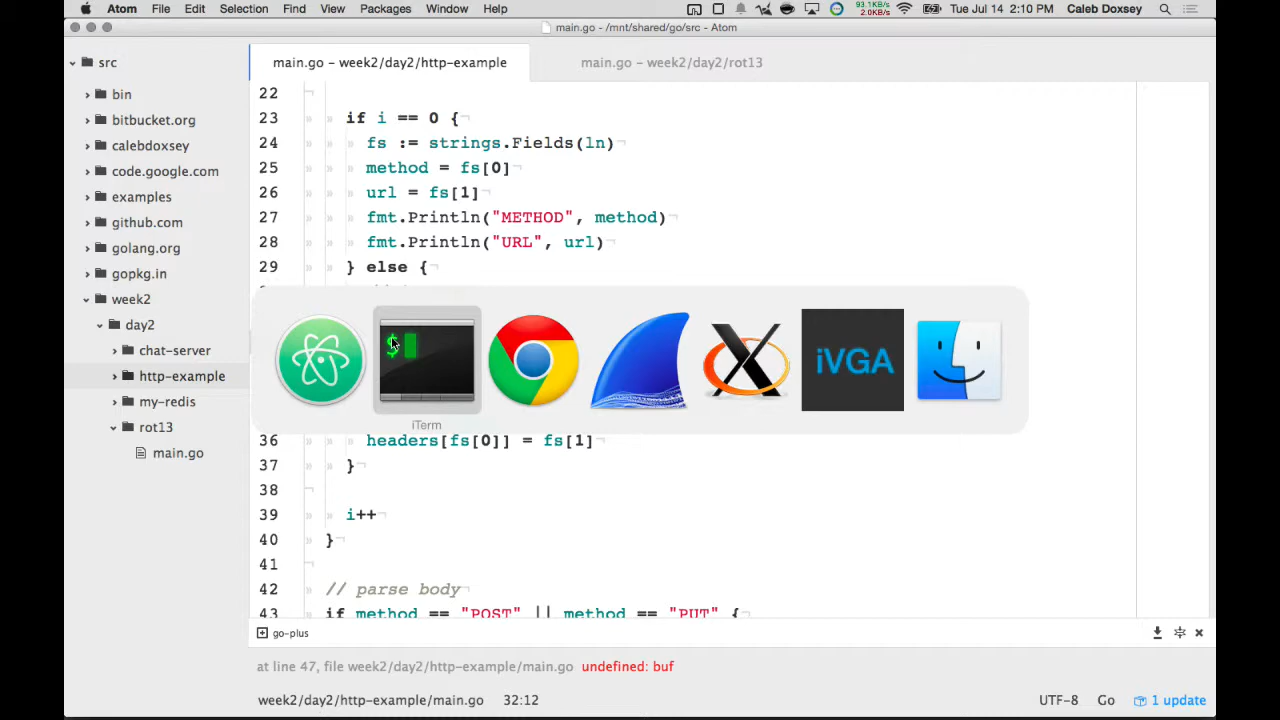 Atom File Edit View Selection Find Packages Window Help 93.1KB/s 2.0KB/s Tue Jul 14 2:10 PM Caleb Doxsey
main.go - /mnt/shared/go/src - Atom
src
bin
bitbucket.org
calebdoxsey
code.google.com
examples
github.com
golang.org
gopkg.in
week2
day2
chat-server
http-example
my-redis
rot13
main.go
main.go - week2/day2/http-example
main.go - week2/day2/rot13
22
23 if i == 0 {
24 fs := strings.Fields(ln)
25 method = fs[0]
26 url = fs[1]
27 fmt.Println("METHOD", method)
28 fmt.Println("URL", url)
29 } else {
$
iVGA
iTerm
36 headers[fs[0]] = fs[1]
37 }
38
39 i++
40 }
41
42 // parse body
43 if method == "POST" || method == "PUT" {
go-plus
at line 47, file week2/day2/http-example/main.go undefined: buf
week2/day2/http-example/main.go 32:12 UTF-8 Go 1 update